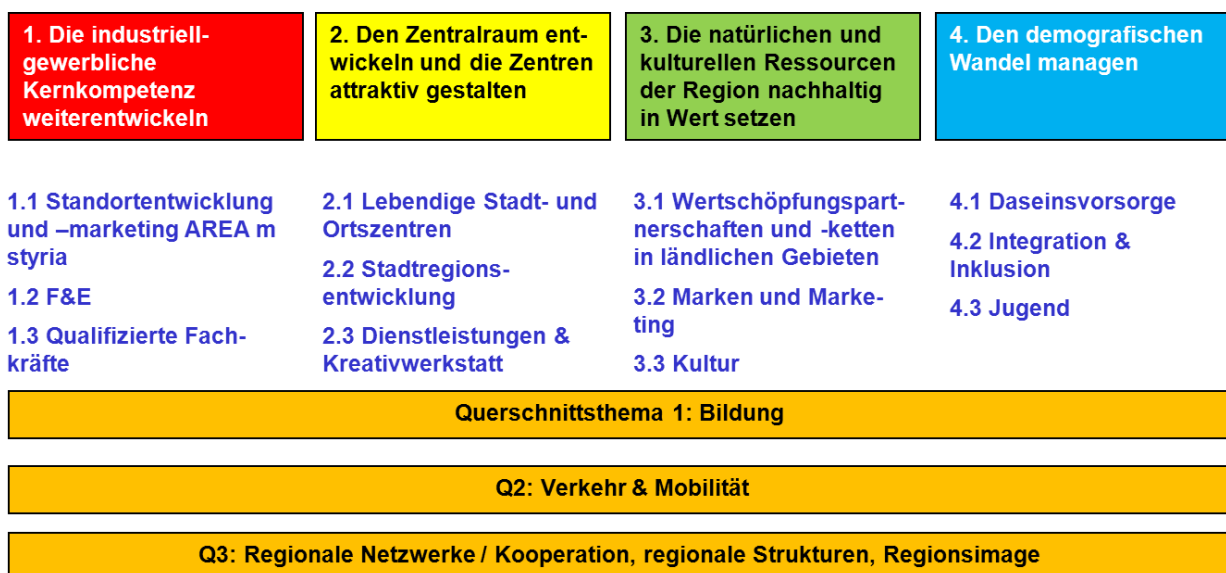 1. Die industriell-
gewerbliche
Kernkompetenz
weiterentwickeln
2. Den Zentralraum ent-
wickeln und die Zentren
attraktiv gestalten
3. Die natürlichen und
kulturellen Ressourcen
der Region nachhaltig
in Wert setzen
4. Den demografischen
Wandel managen
1.1 Standortentwicklung
und –marketing AREA m
styria
1.2 F&E
1.3 Qualifizierte Fach-
kräfte
2.1 Lebendige Stadt- und
Ortszentren
2.2 Stadtregions-
entwicklung
2.3 Dienstleistungen &
Kreativwerkstatt
3.1 Wertschöpfungspart-
nerschaften und -ketten
in ländlichen Gebieten
3.2 Marken und Marke-
ting
3.3 Kultur
4.1 Daseinsvorsorge
4.2 Integration &
Inklusion
4.3 Jugend
Querschnittsthema 1: Bildung
Q2: Verkehr & Mobilität
Q3: Regionale Netzwerke / Kooperation, regionale Strukturen, Regionsimage